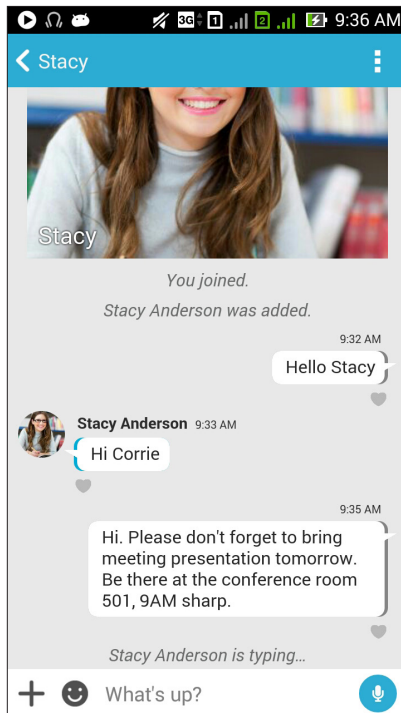 3G 1 2 9:36 AM
Stacy
Stacy
You joined.
Stacy Anderson was added.
9:32 AM
Hello Stacy
Stacy Anderson 9:33 AM
Hi Corrie
9:35 AM
Hi. Please don't forget to bring
meeting presentation tomorrow.
Be there at the conference room
501, 9AM sharp.
Stacy Anderson is typing...
What's up?